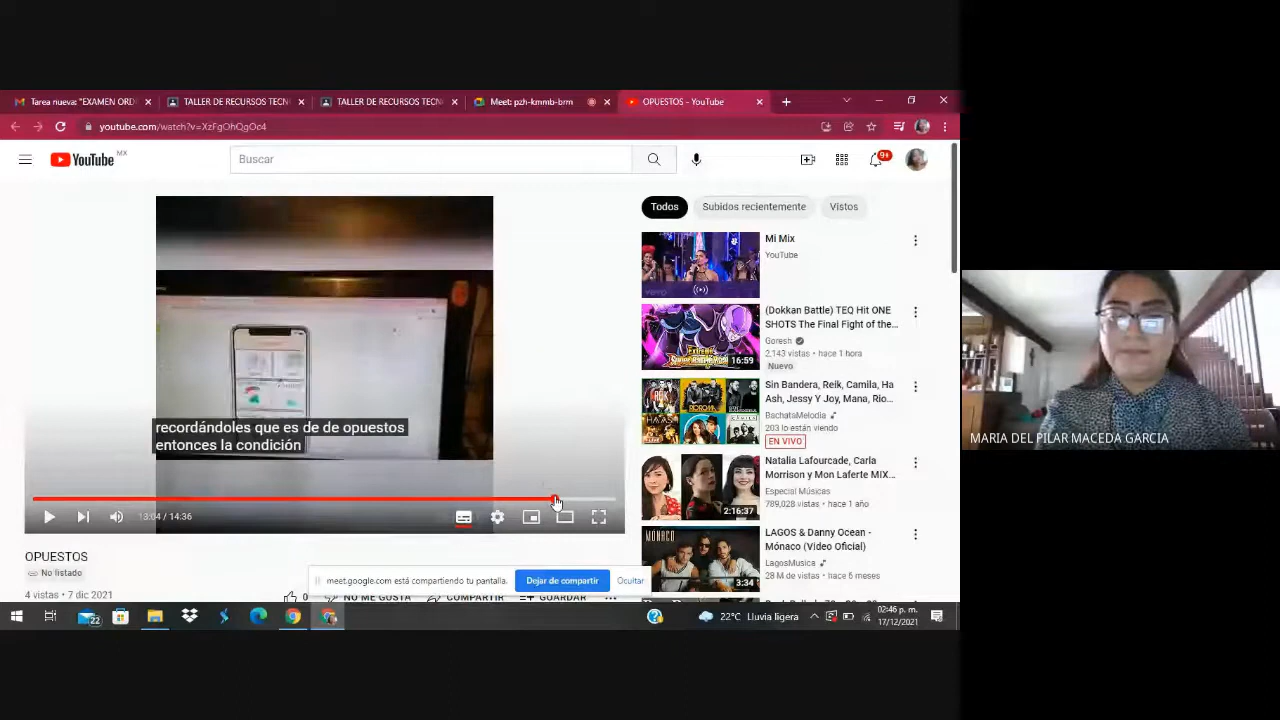 Tarea nueva: "EXAMEN ORD
TALLER DE RECURSOS TECN
TALLER DE RECURSOS TECN
Meet: pzh-kmmb-brm
OPUESTOS - YouTube
youtube.com/watch?v=XzFgOhQgOc4
YouTube MX
Buscar
9+
Todos
Subidos recientemente
Vistos
Mi Mix
YouTube
(Dokkan Battle) TEQ Hit ONE
SHOTS The Final Fight of the...
Goresh
2,143 vistas • hace 1 hora
Nuevo
16:59
Sin Bandera, Reik, Camila, Ha
Ash, Jessy Y Joy, Mana, Rio...
BachatsMelodia
203 lo están viendo
EN VIVO
Natalia Lafourcade, Carla
Morrison y Mon Laferte MIX...
Especial Músicas
789,028 vistas • hace 1 año
2:16:37
MÓNACO
LAGOS & Danny Ocean -
Mónaco (Video Oficial)
LagosMusica
28 M de vistas • hace 6 meses
3:34
recordándoles que es de de opuestos
entonces la condición
13:04 / 14:36
OPUESTOS
No listado
4 vistas • 7 dic 2021
0
NO ME GUSTA
COMPARTIR
GUARDAR
meet.google.com está compartiendo tu pantalla.
Dejar de compartir
Ocultar
22
22°C Lluvia ligera
02:46 p. m.
17/12/2021
MARIA DEL PILAR MACEDA GARCIA